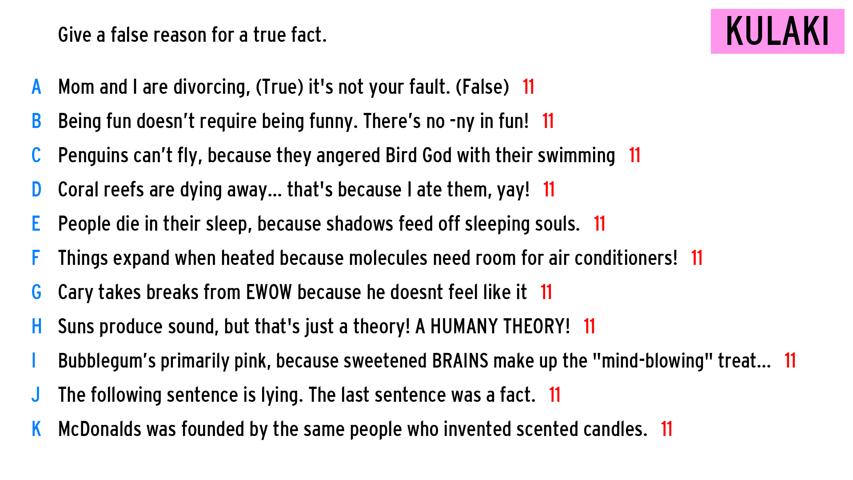 Give a false reason for a true fact.
KULAKI
A Mom and I are divorcing, (True) it's not your fault. (False) 11
B Being fun doesn’t require being funny. There’s no -ny in fun! 11
C Penguins can’t fly, because they angered Bird God with their swimming 11
D Coral reefs are dying away... that's because I ate them, yay! 11
E People die in their sleep, because shadows feed off sleeping souls. 11
F Things expand when heated because molecules need room for air conditioners! 11
G Cary takes breaks from EWOW because he doesnt feel like it 11
H Suns produce sound, but that's just a theory! A HUMANY THEORY! 11
I Bubblegum’s primarily pink, because sweetened BRAINS make up the "mind-blowing" treat... 11
J The following sentence is lying. The last sentence was a fact. 11
K McDonalds was founded by the same people who invented scented candles. 11